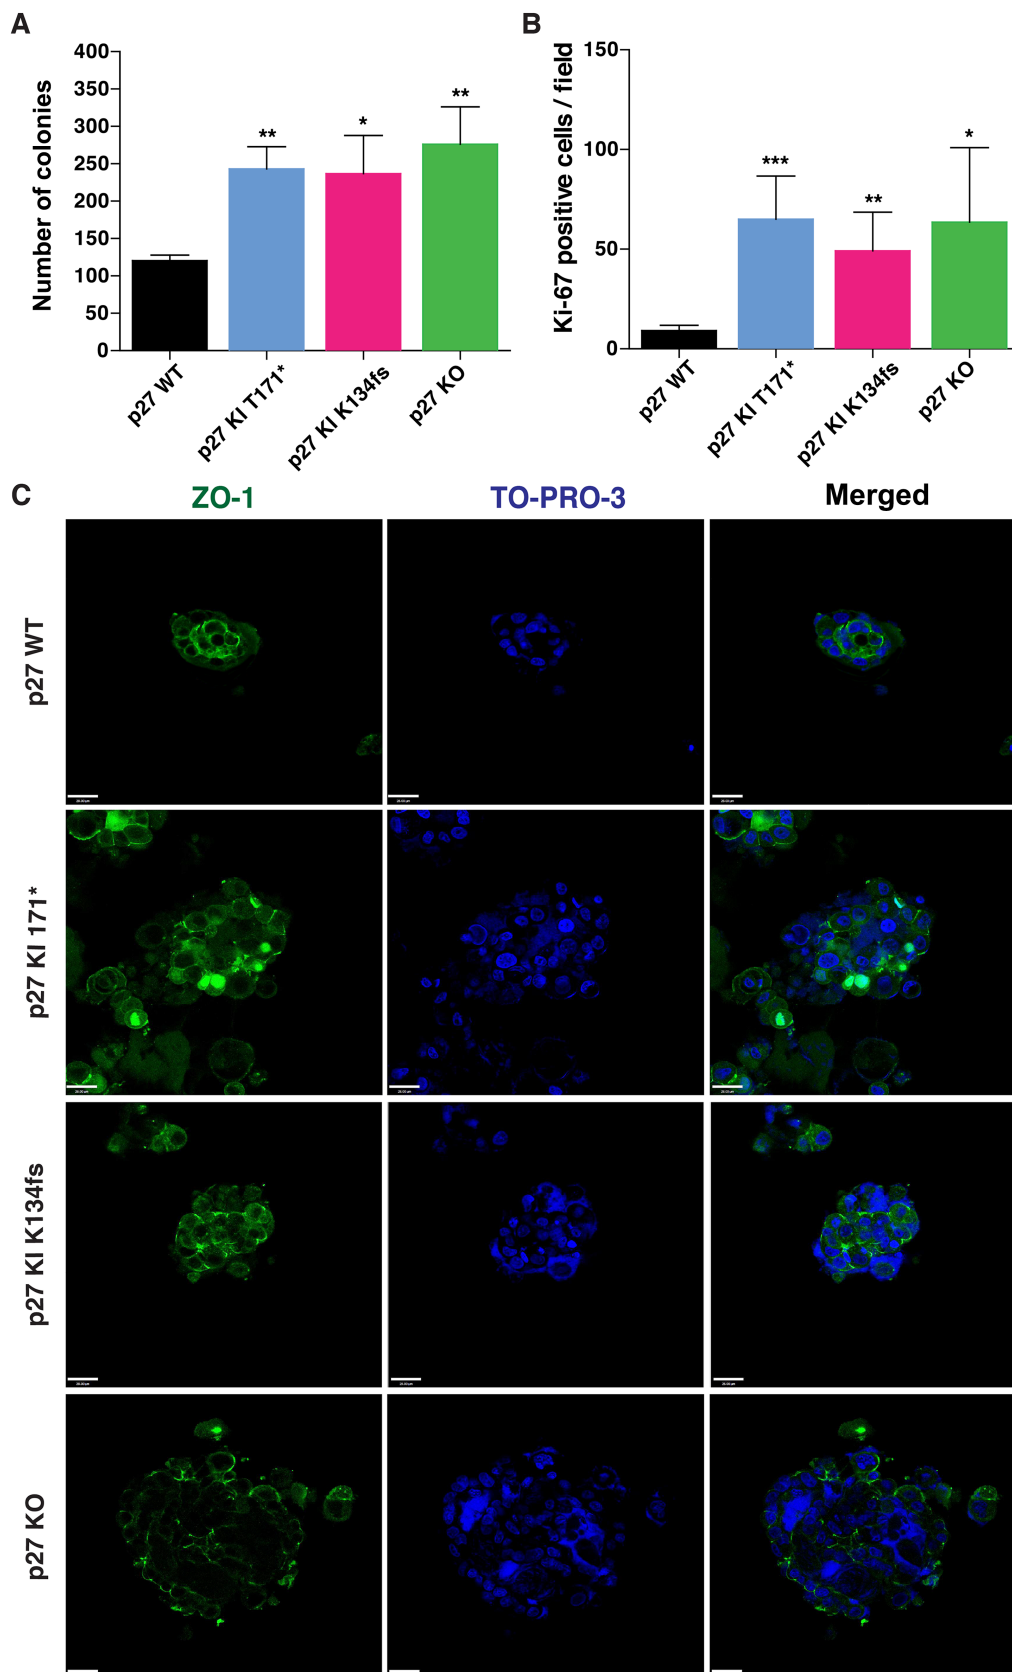 A
B
Number of colonies
400
350
300
250
200
150
100
50
0
**
*
**
p27 WT
p27 KI T171*
p27 KI K134fs
p27 KO
Ki-67 positive cells / field
150
100
50
0
***
**
*
p27 WT
p27 KI T171*
p27 KI K134fs
p27 KO
C
ZO-1
TO-PRO-3
Merged
p27 WT
p27 KI 171*
p27 KI K134fs
p27 KO